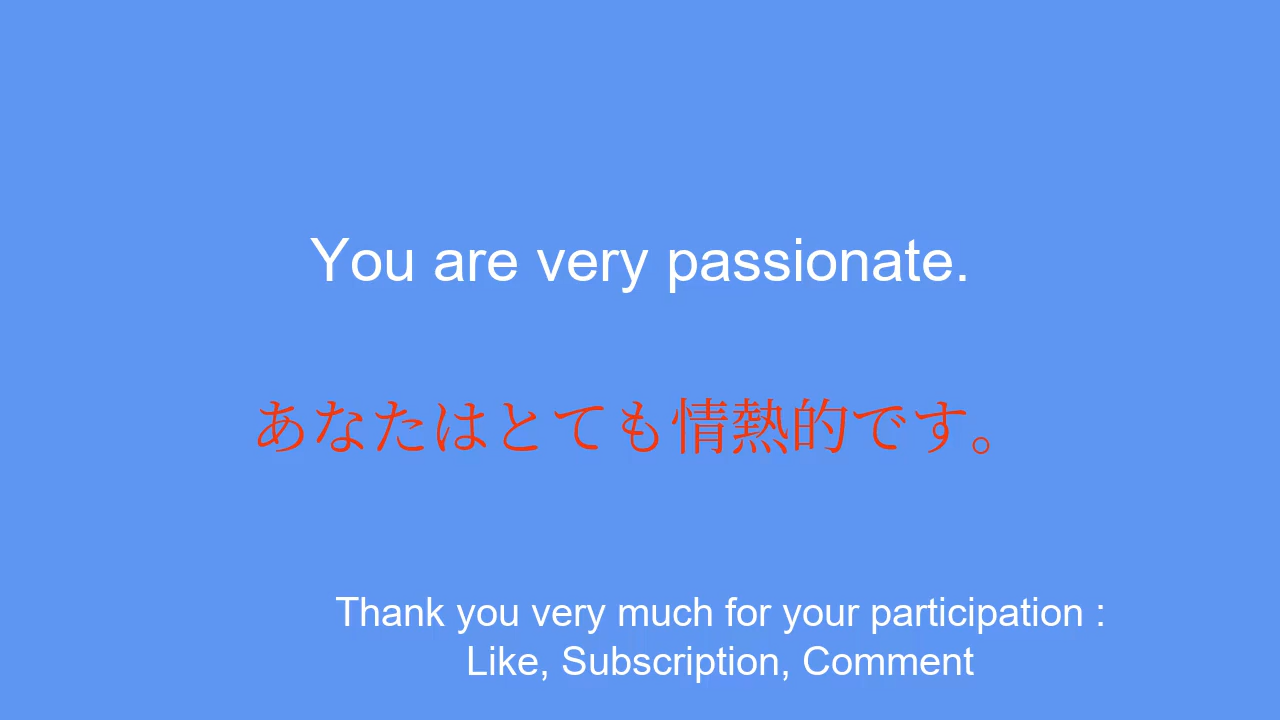 You are very passionate.
あなたはとても情熱的です。
Thank you very much for your participation :
Like, Subscription, Comment